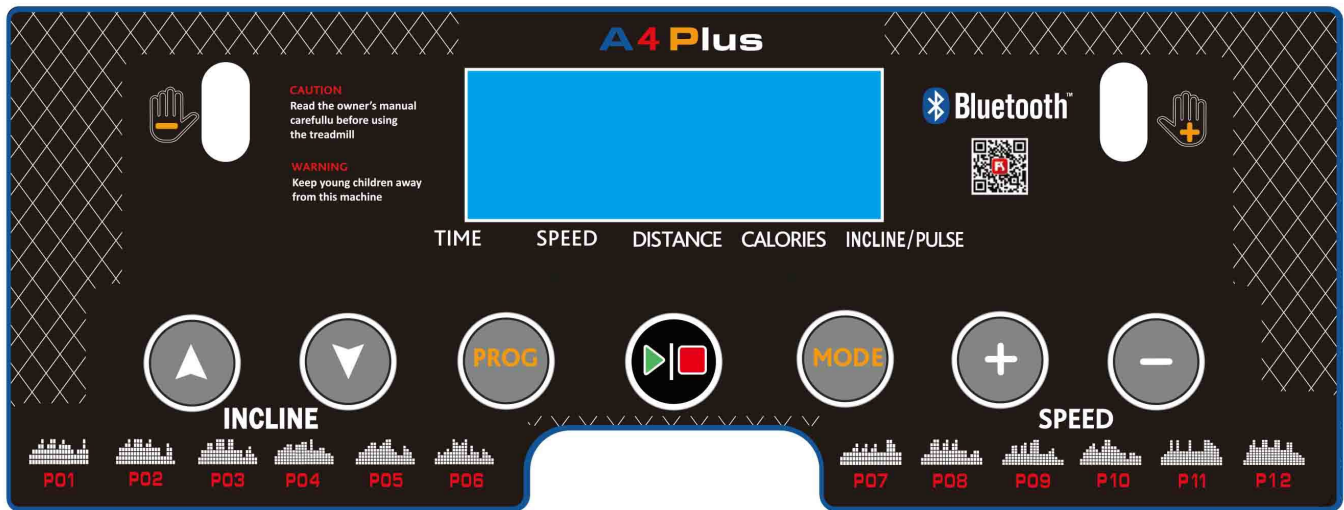 A4 Plus
CAUTION
Read the owner's manual
carefullu before using
the treadmill
WARNING
Keep young children away
from this machine
Bluetooth™
TIME SPEED DISTANCE CALORIES INCLINE/PULSE
PROG
MODE
INCLINE
SPEED
P01 P02 P03 P04 P05 P06
P07 P08 P09 P10 P11 P12